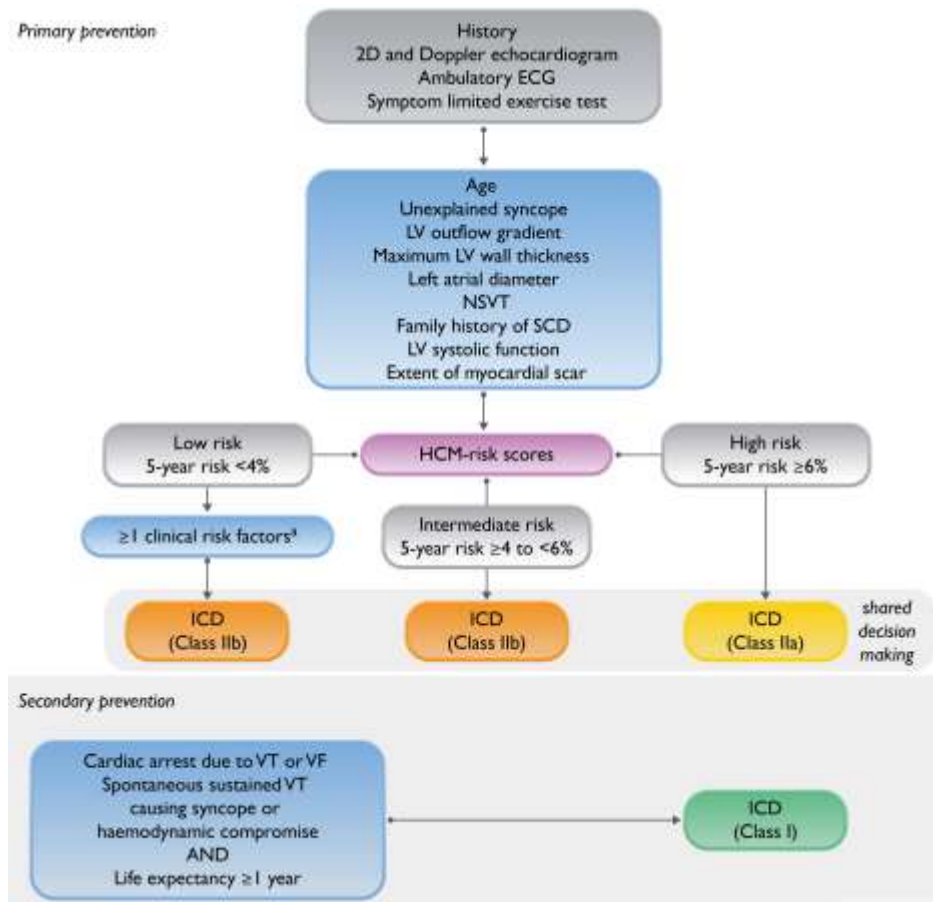 Primary prevention
History
2D and Doppler echocardiogram
Ambulatory ECG
Symptom limited exercise test
Age
Unexplained syncope
LV outflow gradient
Maximum LV wall thickness
Left atrial diameter
NSVT
Family history of SCD
LV systolic function
Extent of myocardial scar
Low risk
5-year risk <4%
HCM-risk scores
High risk
5-year risk ≥6%
≥1 clinical risk factorsª
Intermediate risk
5-year risk ≥4 to <6%
ICD
(Class IIb)
ICD
(Class IIb)
ICD
(Class IIa)
shared
decision
making
Secondary prevention
Cardiac arrest due to VT or VF
Spontaneous sustained VT
causing syncope or
haemodynamic compromise
AND
Life expectancy ≥1 year
ICD
(Class I)